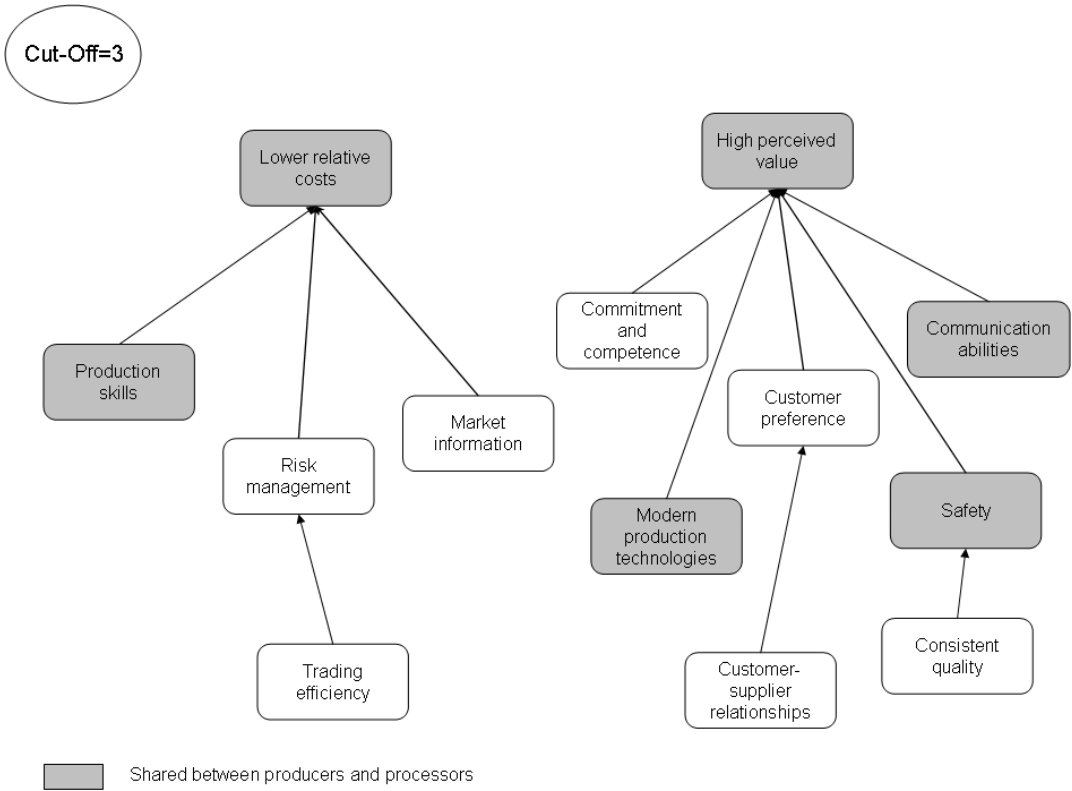 Cut-Off=3
Lower relative
costs
High perceived
value
Commitment
and
competence
Communication
abilities
Production
skills
Customer
preference
Market
information
Risk
management
Modern
production
technologies
Safety
Trading
efficiency
Customer-
supplier
relationships
Consistent
quality
Shared between producers and processors